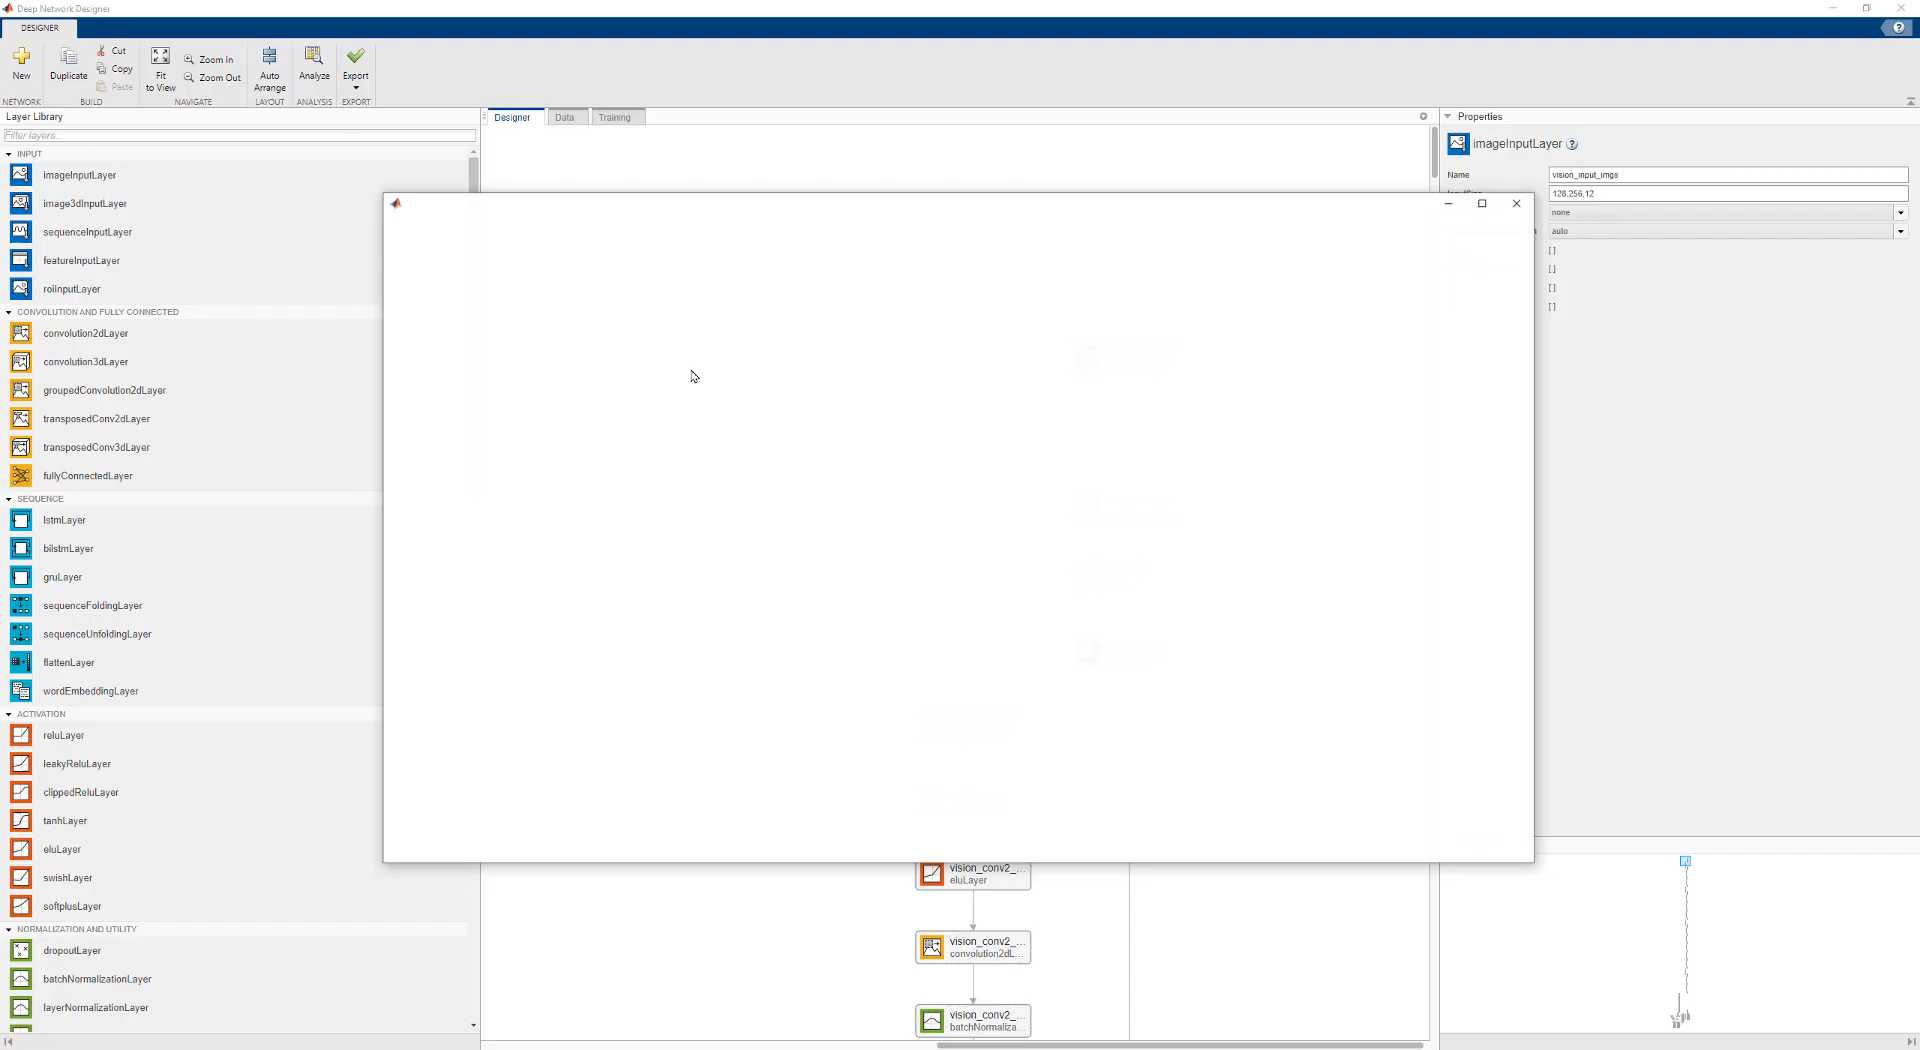 Deep Network Designer
DESIGNER
New
Duplicate
Cut
Copy
Paste
Fit
to View
Zoom In
Zoom Out
Auto
Arrange
Analyze
Export
NETWORK
BUILD
NAVIGATE
LAYOUT
ANALYSIS
EXPORT
Layer Library
Filter layers...
INPUT
imageInputLayer
image3dInputLayer
sequenceInputLayer
featureInputLayer
roiInputLayer
CONVOLUTION AND FULLY CONNECTED
convolution2dLayer
convolution3dLayer
groupedConvolution2dLayer
transposedConv2dLayer
transposedConv3dLayer
fullyConnectedLayer
SEQUENCE
lstmLayer
bilstmLayer
gruLayer
sequenceFoldingLayer
sequenceUnfoldingLayer
flattenLayer
wordEmbeddingLayer
ACTIVATION
reluLayer
leakyReluLayer
clippedReluLayer
tanhLayer
eluLayer
swishLayer
softplusLayer
NORMALIZATION AND UTILITY
dropoutLayer
batchNormalizationLayer
layerNormalizationLayer
Designer
Data
Training
vision_conv2_...
eluLayer
vision_conv2_...
convolution2dL...
vision_conv2_...
batchNormaliza...
Properties
imageInputLayer ?
Name
vision_input_imgs
128,256,12
none
auto
[ ]
[ ]
[ ]
[ ]